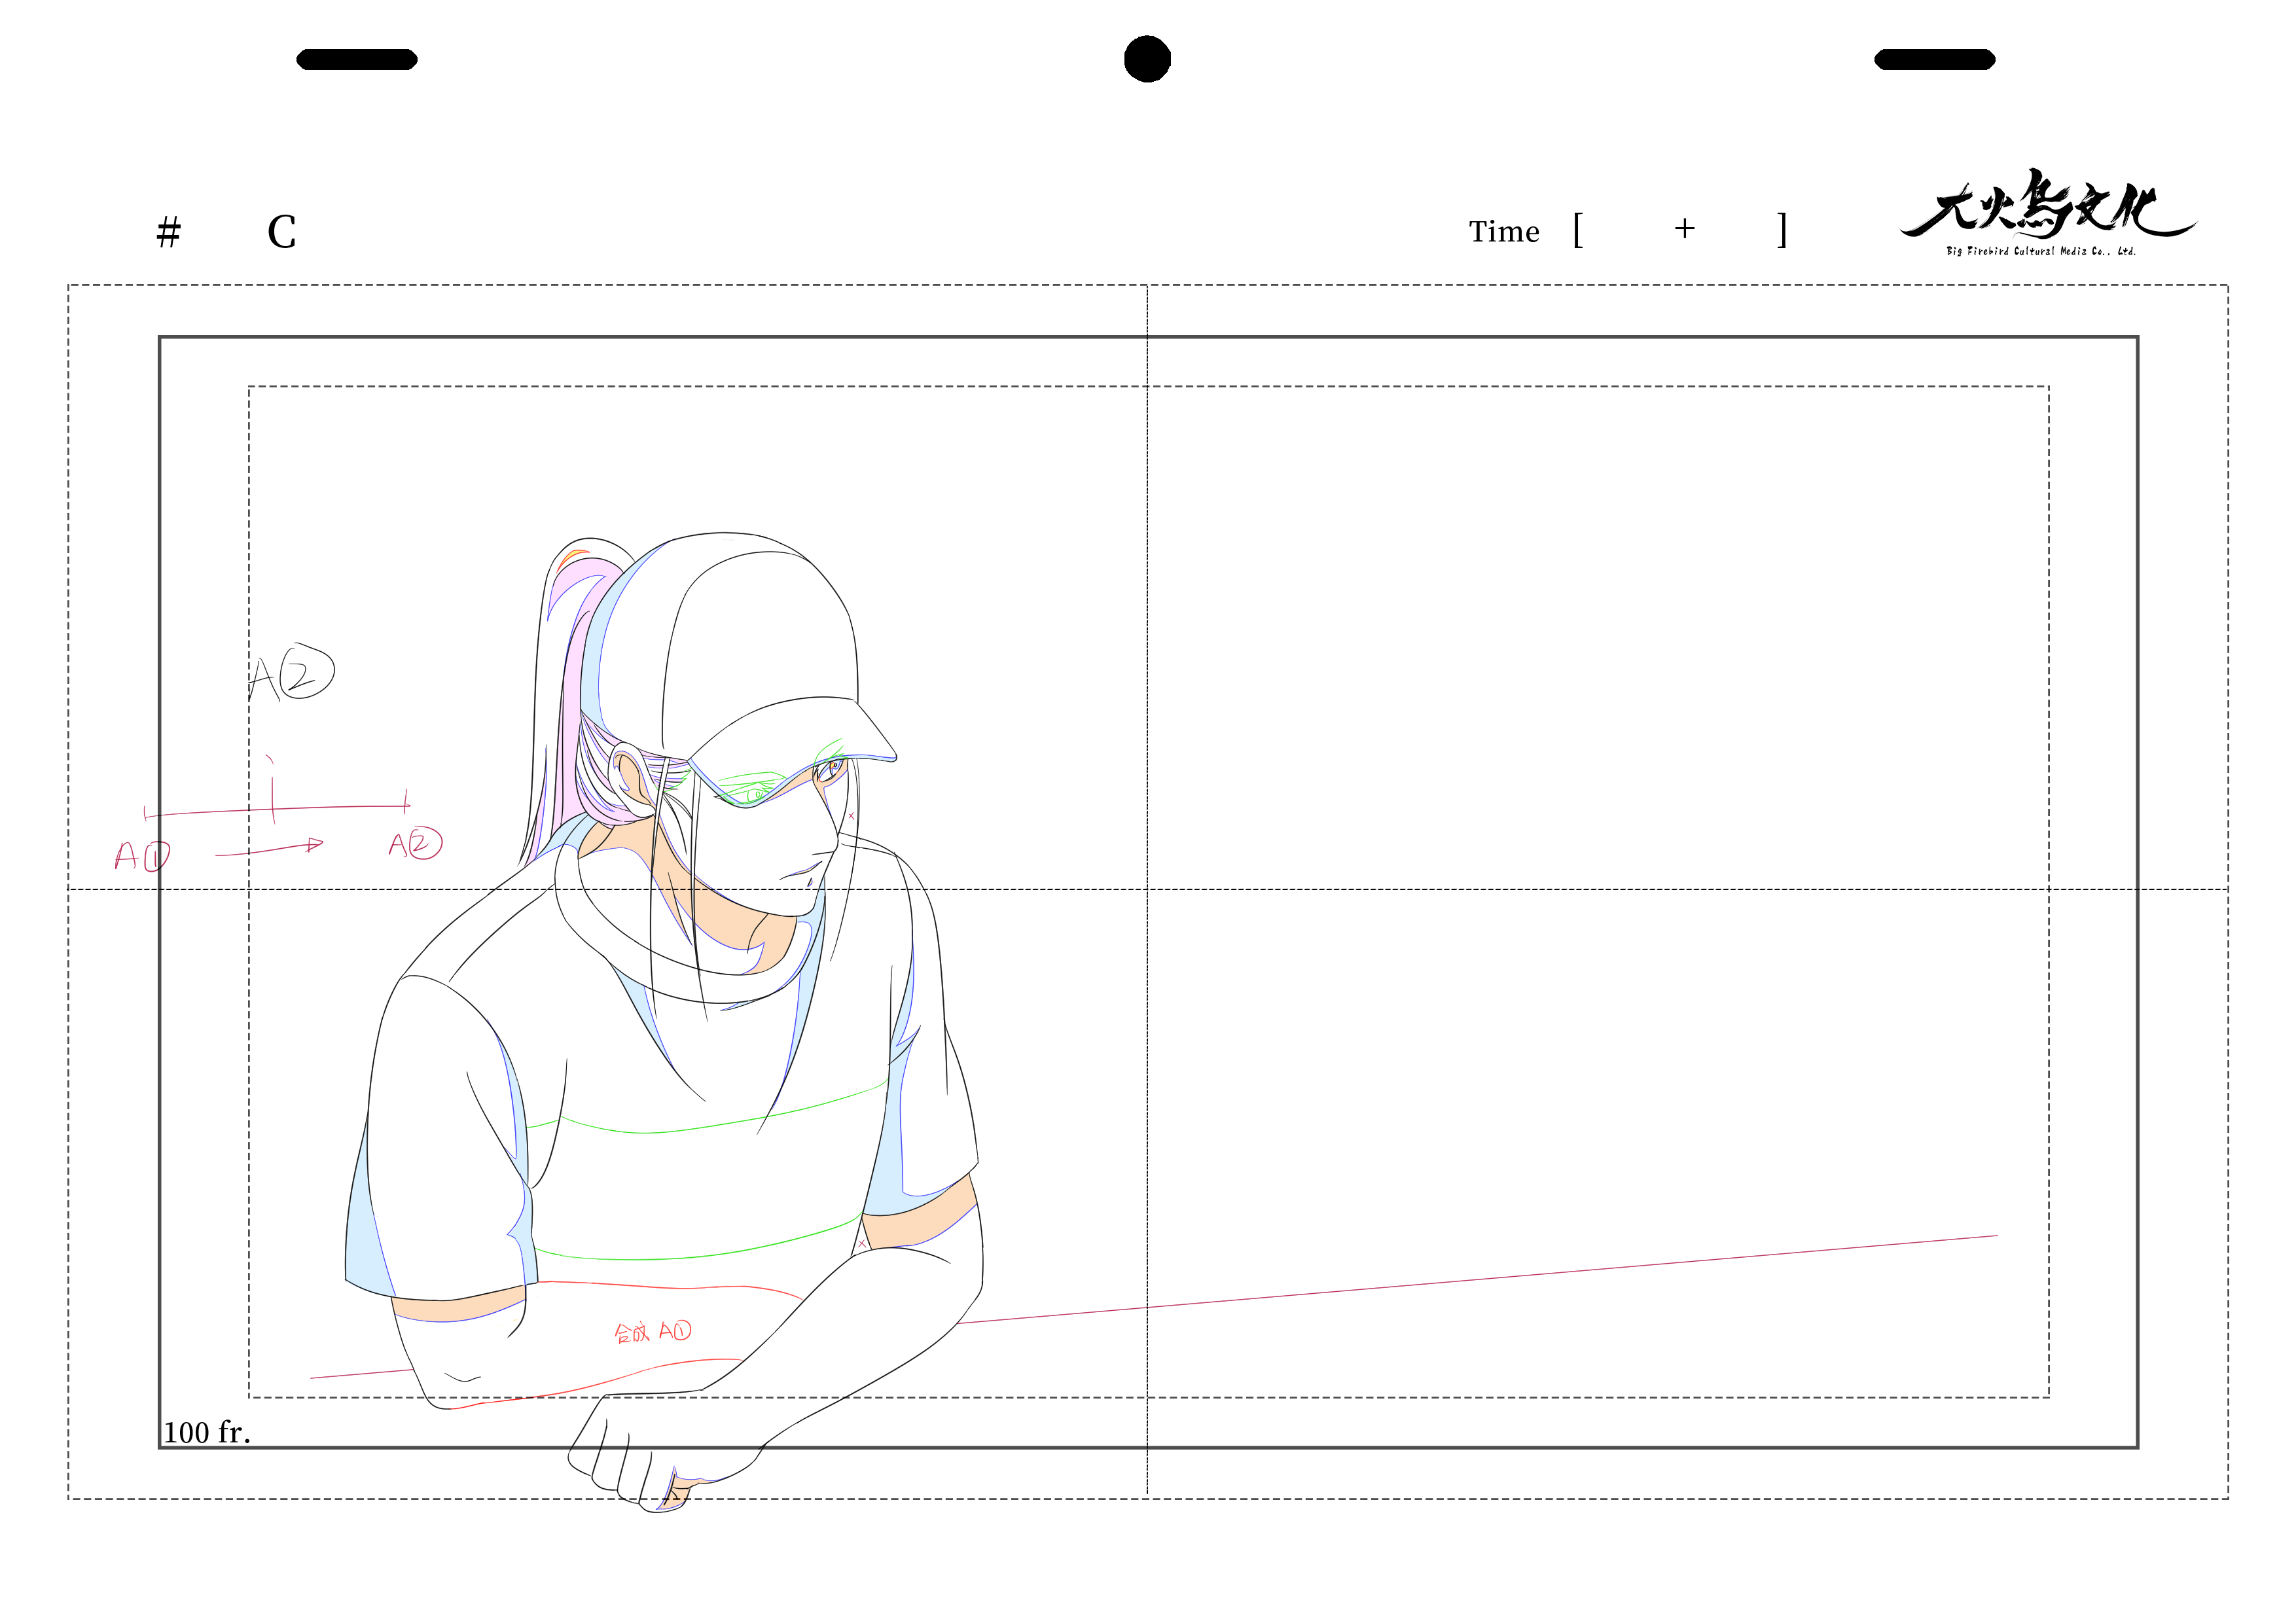 # C Time [ + ] 大火鸟文化
Big Firebird Cultural Media Co., Ltd.
A②
A① A②
合成 A①
100 fr.